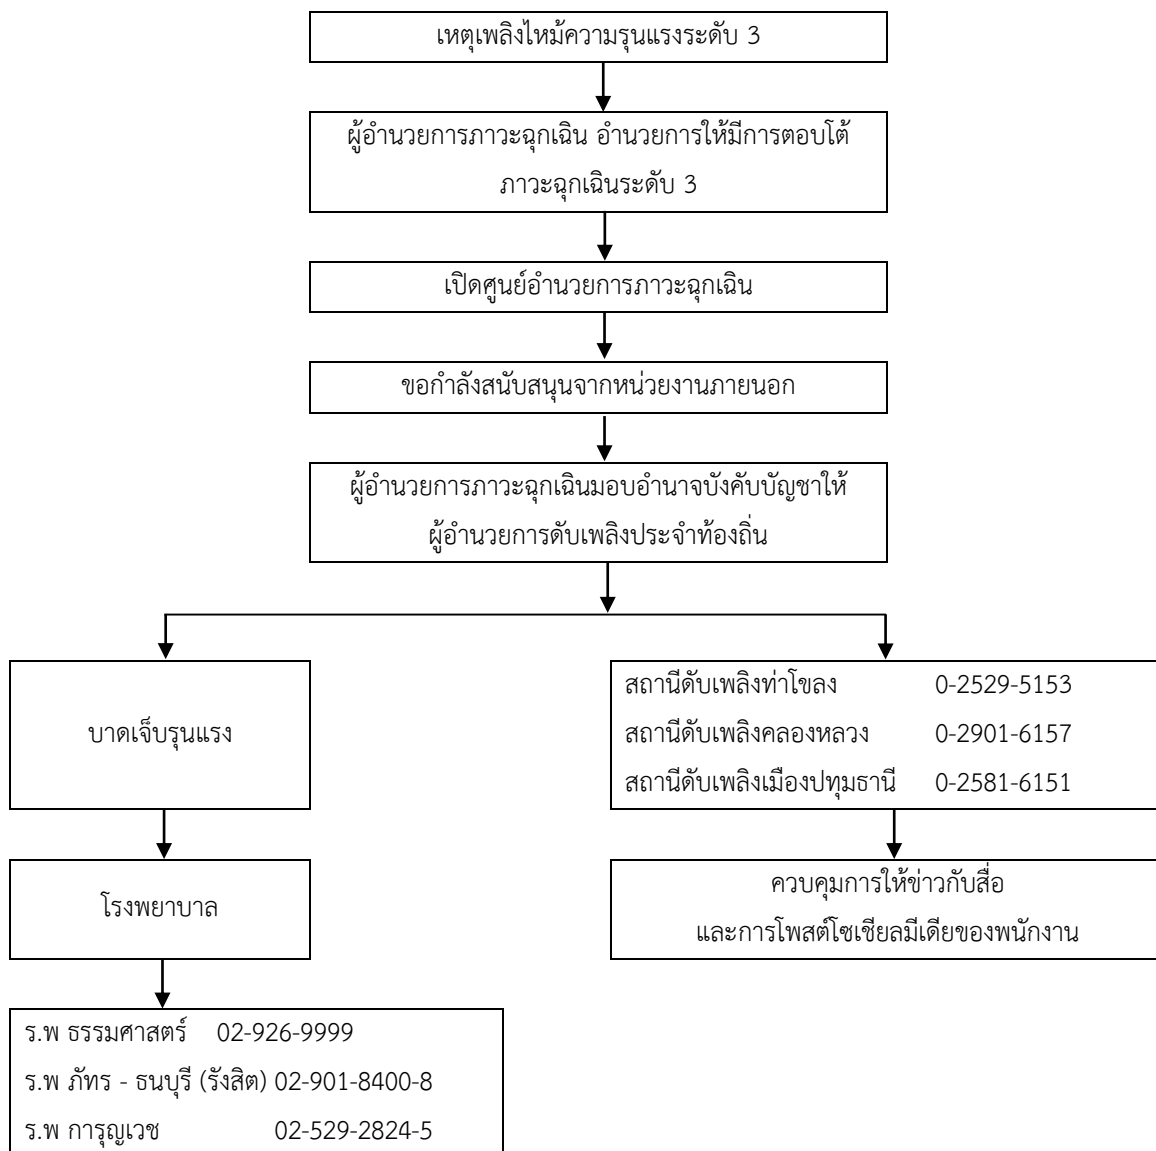 เหตุเพลิงไหม้ความรุนแรงระดับ 3
ผู้อำนวยการภาวะฉุกเฉิน อำนวยการให้มีการตอบโต้
ภาวะฉุกเฉินระดับ 3
เปิดศูนย์อำนวยการภาวะฉุกเฉิน
ขอกำลังสนับสนุนจากหน่วยงานภายนอก
ผู้อำนวยการภาวะฉุกเฉินมอบอำนาจบังคับบัญชาให้
ผู้อำนวยการดับเพลิงประจำท้องถิ่น
บาดเจ็บรุนแรง
โรงพยาบาล
ร.พ ธรรมศาสตร์ 02-926-9999
ร.พ ภัทร - ธนบุรี (รังสิต) 02-901-8400-8
ร.พ การุญเวช 02-529-2824-5
สถานีดับเพลิงท่าโขลง 0-2529-5153
สถานีดับเพลิงคลองหลวง 0-2901-6157
สถานีดับเพลิงเมืองปทุมธานี 0-2581-6151
ควบคุมการให้ข่าวกับสื่อ
และการโพสต์โซเชียลมีเดียของพนักงาน